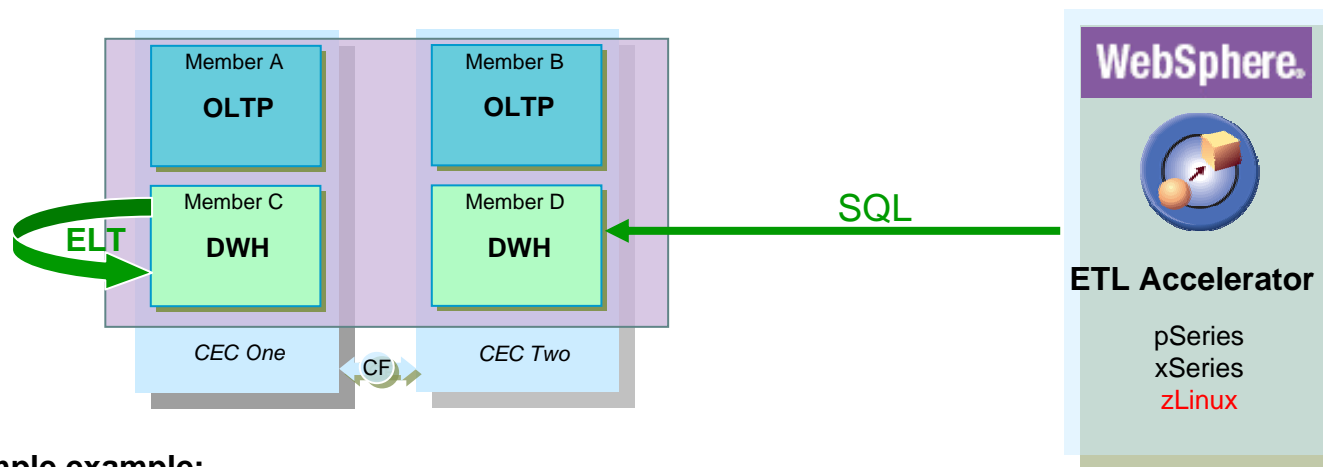 Member A
OLTP
Member B
OLTP
Member C
DWH
Member D
DWH
ELT
SQL
CEC One
CEC Two
CF
WebSphere®
ETL Accelerator
pSeries
xSeries
zLinux
example: